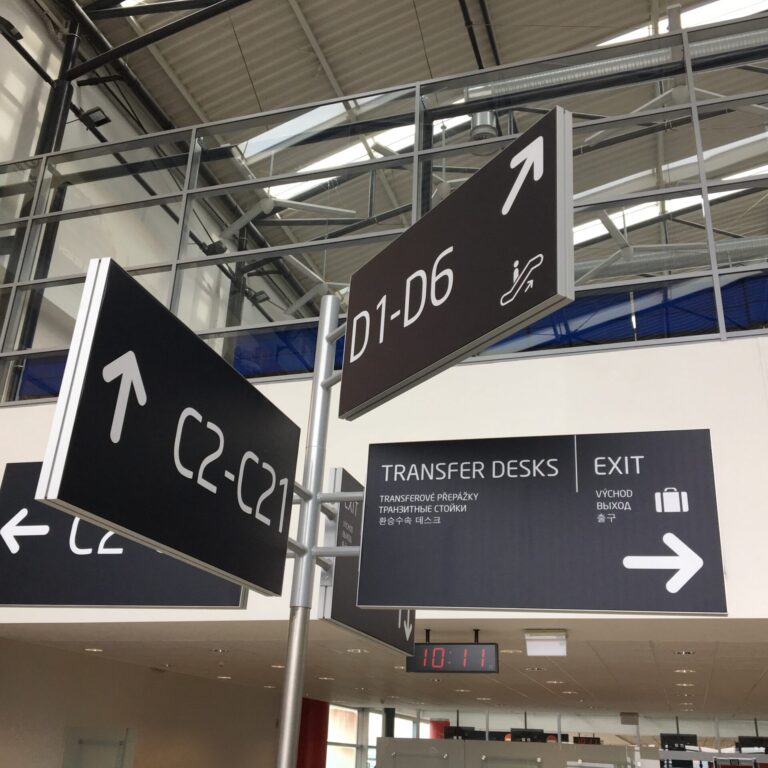 D1-D6
C2-C21
TRANSFER DESKS
TRANSFEROVÉ PŘEPÁŽKY
ТРАНЗИТНЫЕ СТОЙКИ
환승수속 데스크
EXIT
VÝCHOD
ВЫХОД
출구
C2
EXIT
10:11